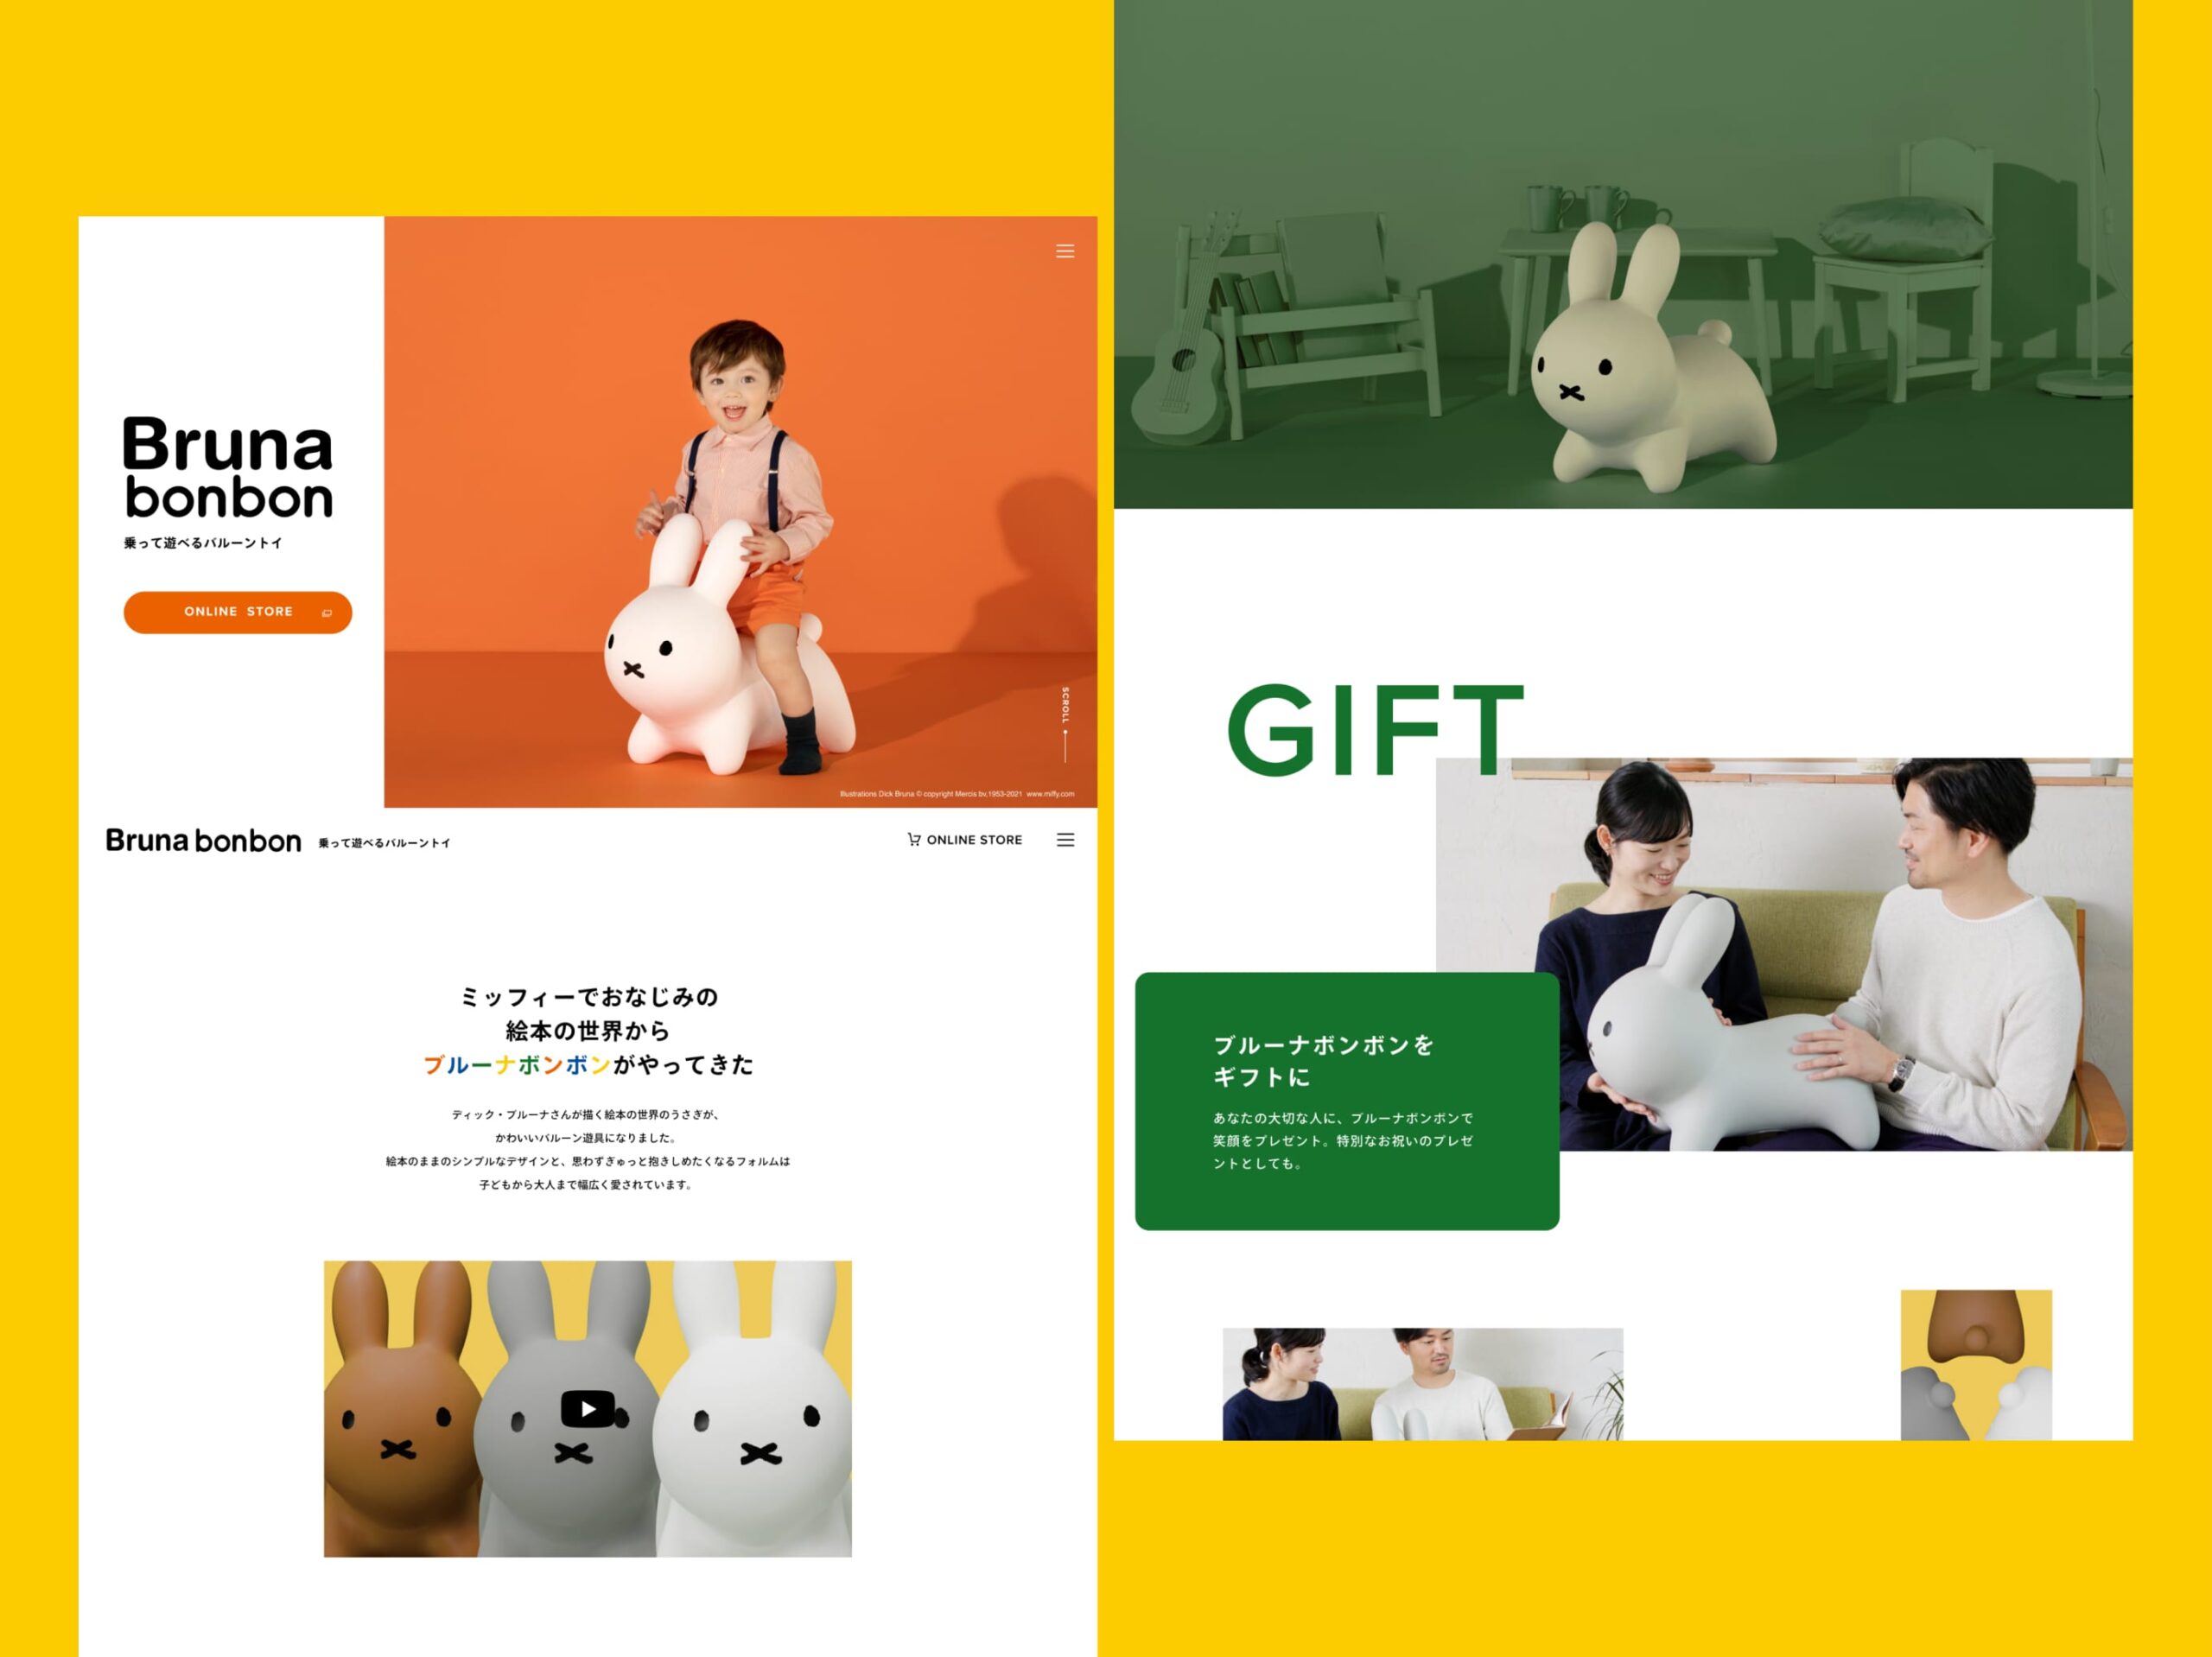 Bruna
bonbon
乗って遊べるバルーントイ
ONLINE STORE
SCROLL
Illustrations Dick Bruna © copyright Mercis bv,1953-2021 www.miffy.com
Bruna bonbon 乗って遊べるバルーントイ
ONLINE STORE
ミッフィーでおなじみの
絵本の世界から
ブルーナボンボンがやってきた
ディック・ブルーナさんが描く絵本の世界のうさぎが、
かわいいバルーン遊具になりました。
絵本のままのシンプルなデザインと、思わずぎゅっと抱きしめたくなるフォルムは
子どもから大人まで幅広く愛されています。
GIFT
ブルーナボンボンを
ギフトに
あなたの大切な人に、ブルーナボンボンで
笑顔をプレゼント。特別なお祝いのプレゼ
ントとしても。